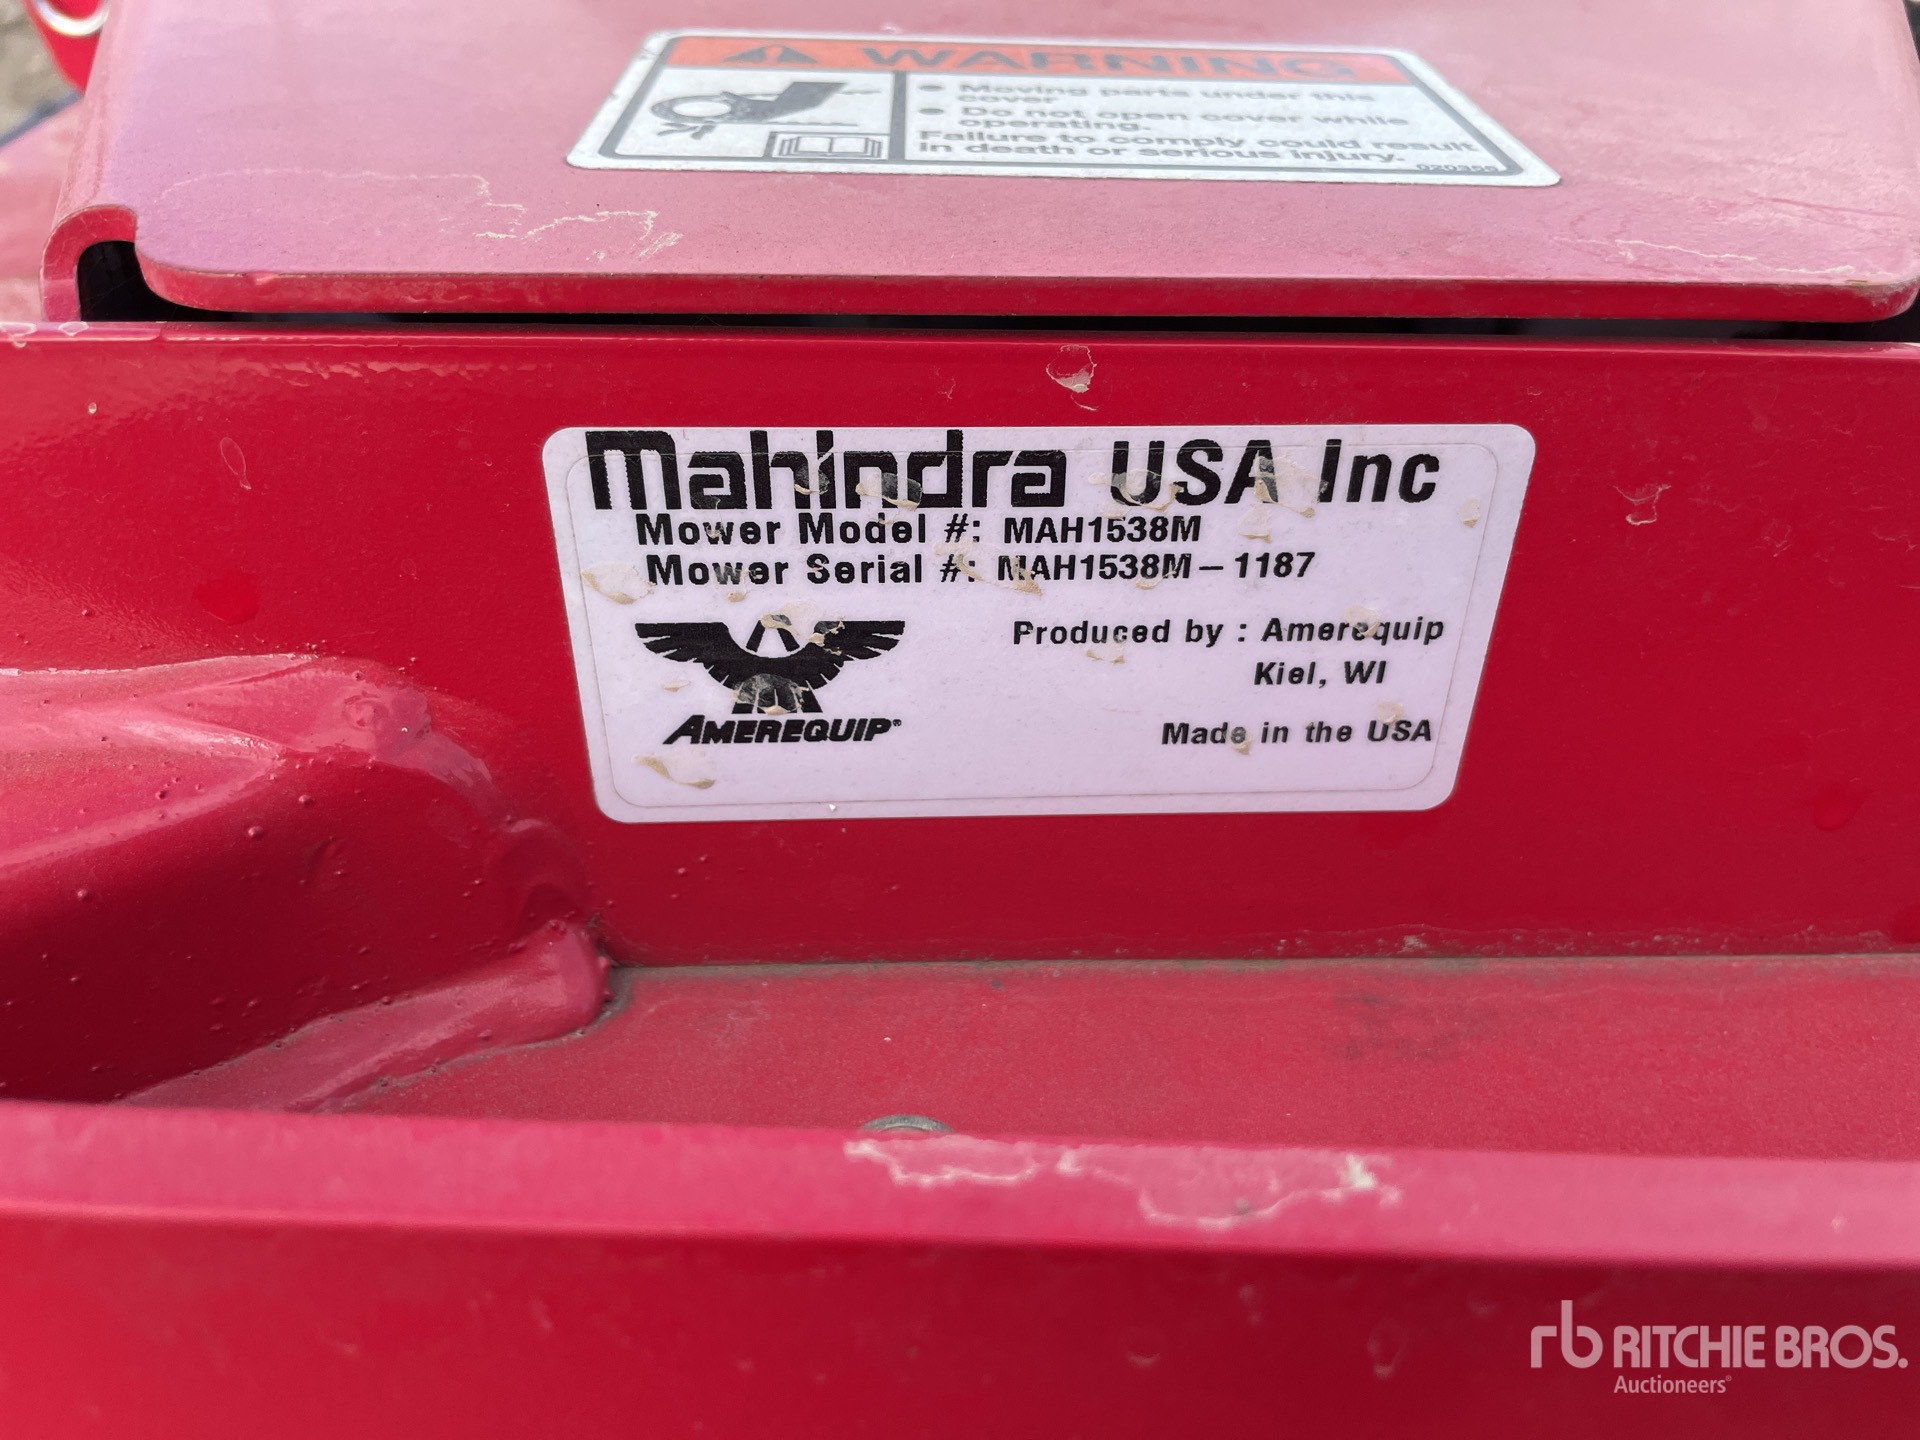 WARNING
• Moving parts under this
cover
• Do not open cover while
operating.
Failure to comply could result
in death or serious injury.
Mahindra USA Inc
Mower Model #: MAH1538M
Mower Serial #: MAH1538M-1187
Produced by : Amerequip
Kiel, WI
AMEREQUIP®
Made in the USA
rb RITCHIE BROS.
Auctioneers®